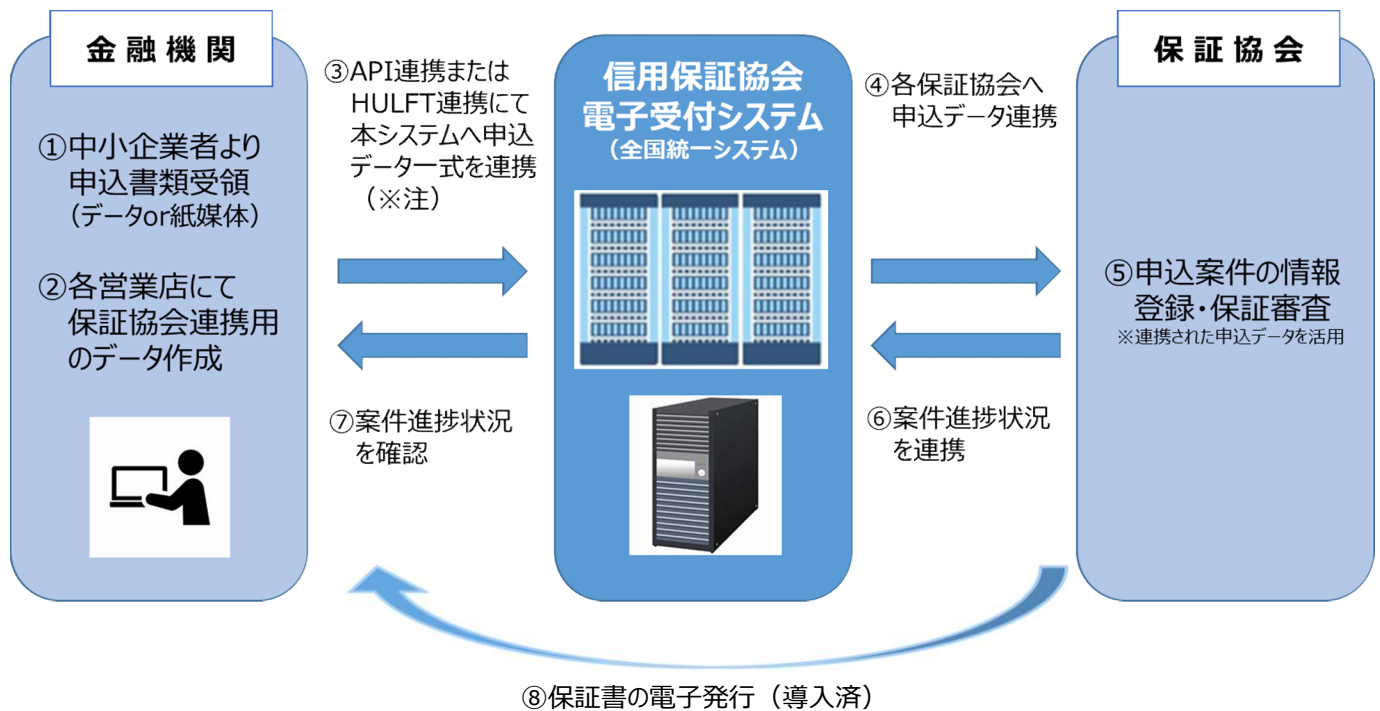 金融機関
①中小企業者より
申込書類受領
（データor紙媒体）
②各営業店にて
保証協会連携用
のデータ作成
③API連携または
HULFT連携にて
本システムへ申込
データ一式を連携
（※注）
信用保証協会
電子受付システム
（全国統一システム）
④各保証協会へ
申込データ連携
保証協会
⑤申込案件の情報
登録・保証審査
※連携された申込データを活用
⑥案件進捗状況
を連携
⑦案件進捗状況
を確認
⑧保証書の電子発行（導入済）